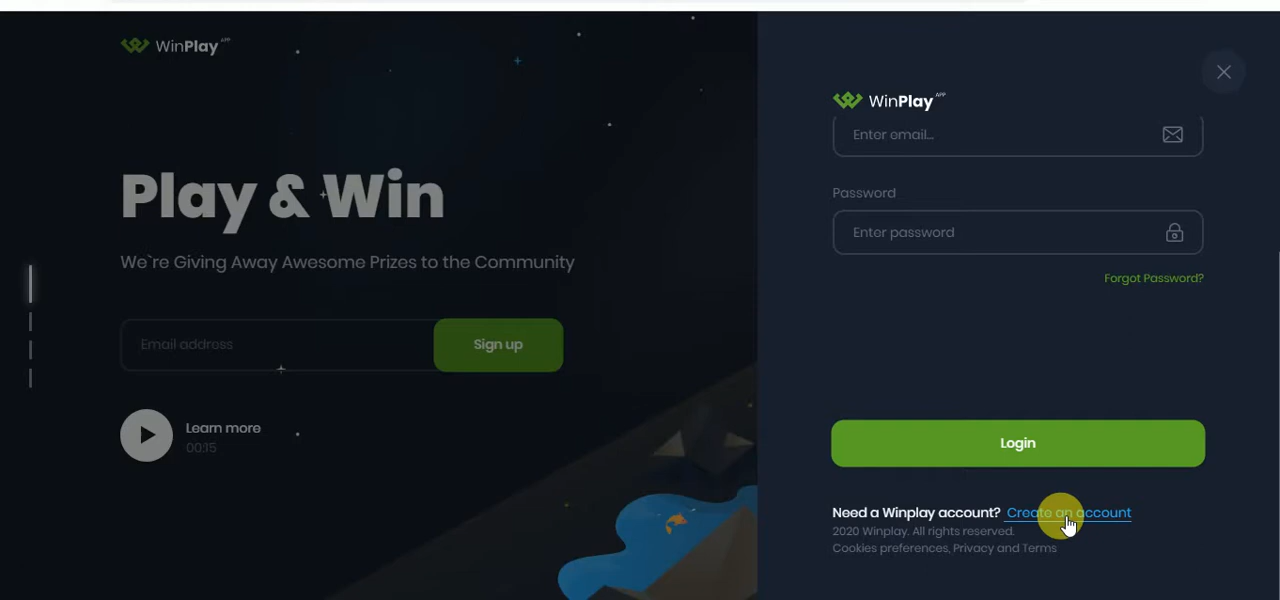 WinPlay APP
Play & Win
We`re Giving Away Awesome Prizes to the Community
Email address
Sign up
Learn more
00:15
WinPlay APP
Enter email...
Password
Enter password
Forgot Password?
Login
Need a Winplay account? Create an account
2020 Winplay. All rights reserved.
Cookies preferences, Privacy and Terms